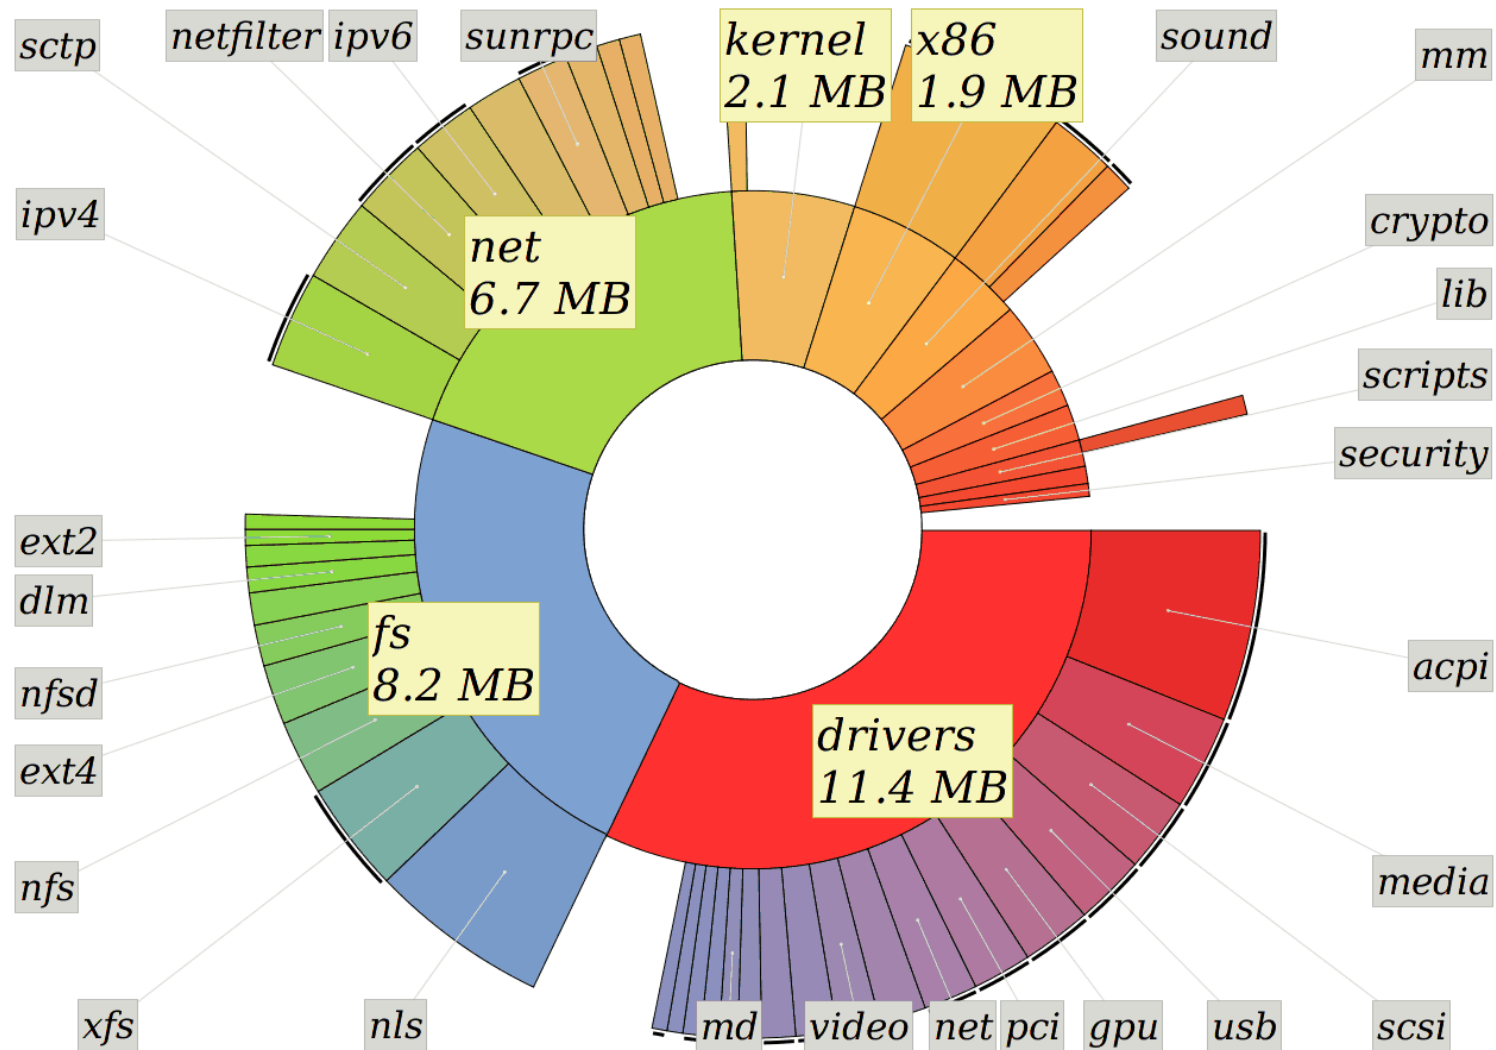 sctp
netfilter
ipv6
sunrpc
kernel
2.1 MB
x86
1.9 MB
sound
mm
ipv4
net
6.7 MB
crypto
lib
scripts
security
ext2
dlm
fs
8.2 MB
nfsd
ext4
acpi
drivers
11.4 MB
nfs
media
xfs
nls
md
video
net
pci
gpu
usb
scsi